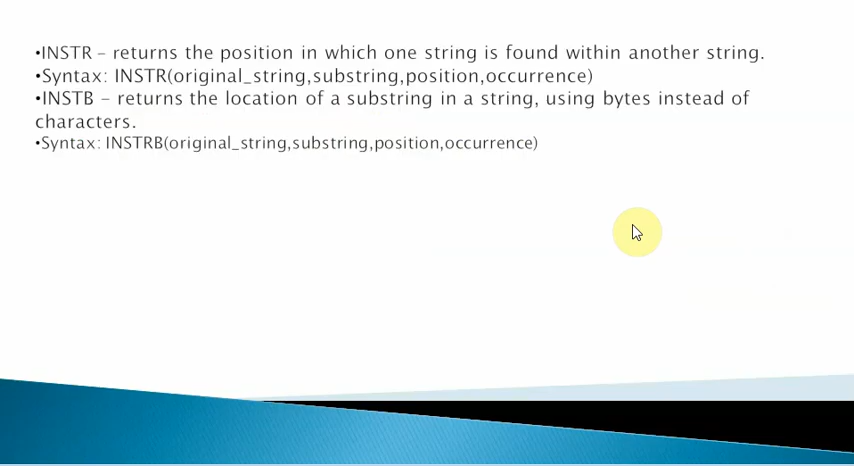 •INSTR – returns the position in which one string is found within another string.
•Syntax: INSTR(original_string,substring,position,occurrence)
•INSTB – returns the location of a substring in a string, using bytes instead of
characters.
•Syntax: INSTRB(original_string,substring,position,occurrence)